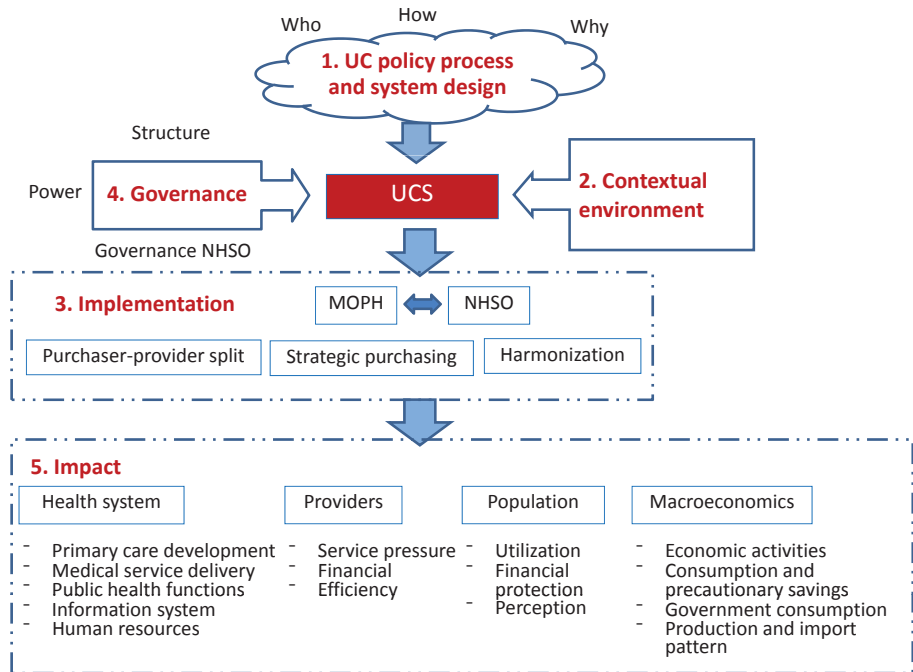 Who
How
Why
1. UC policy process
and system design
Structure
Power
4. Governance
Governance NHSO
UCS
2. Contextual
environment
3. Implementation
MOPH
NHSO
Purchaser-provider split
Strategic purchasing
Harmonization
5. Impact
Health system
- Primary care development
- Medical service delivery
- Public health functions
- Information system
- Human resources
Providers
- Service pressure
- Financial
- Efficiency
Population
- Utilization
- Financial
protection
- Perception
Macroeconomics
- Economic activities
- Consumption and
precautionary savings
- Government consumption
- Production and import
pattern